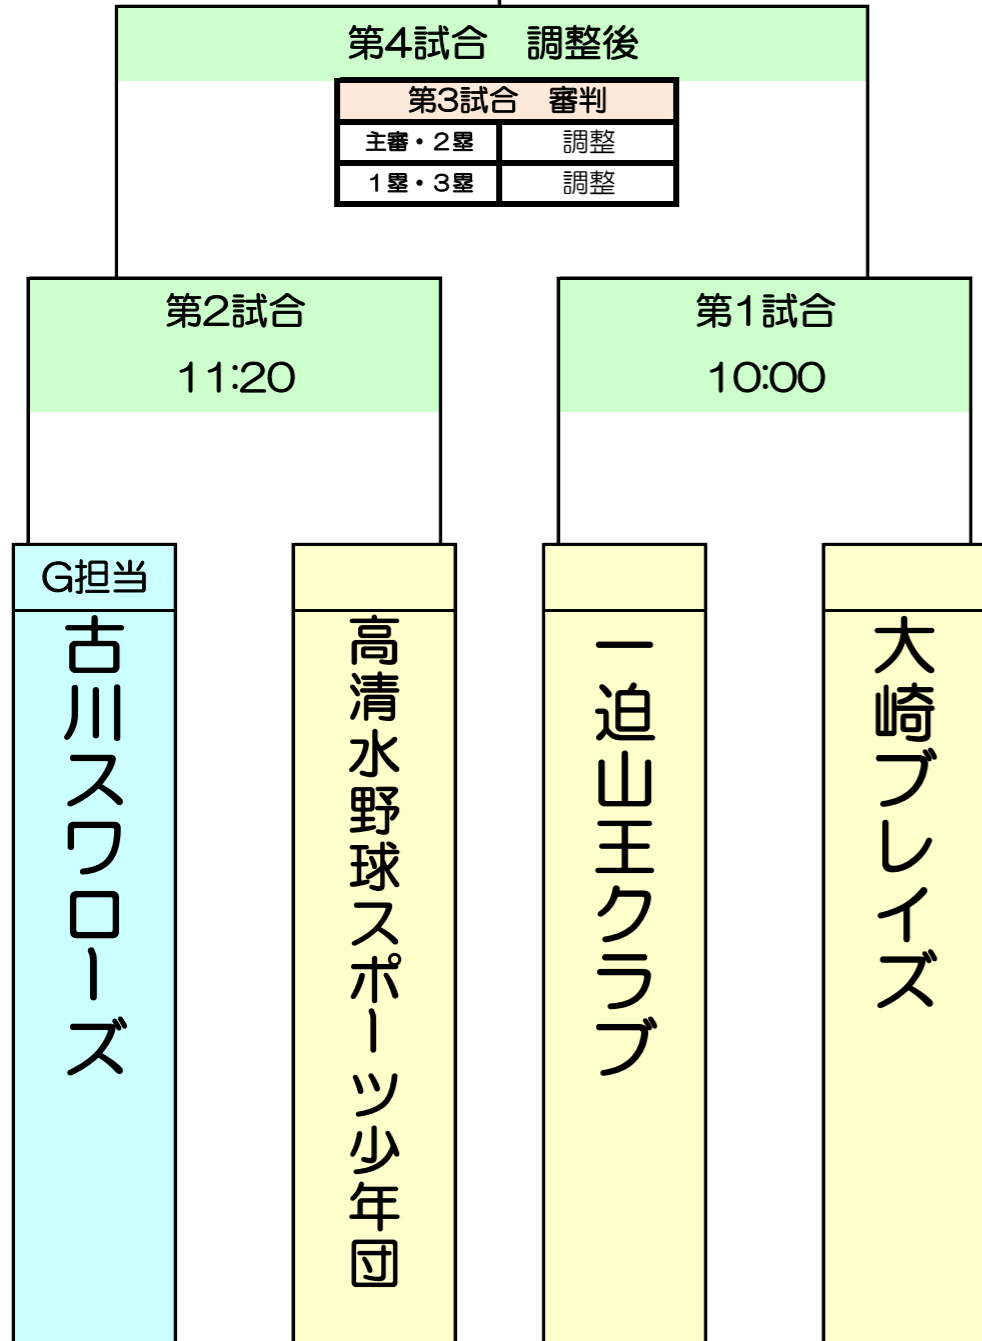 第4試合　調整後
第3試合　審判
主審・2塁　調整
1塁・3塁　調整
第2試合
11:20
第1試合
10:00
G担当
古川スワローズ
高清水野球スポーツ少年団
一迫山王クラブ
大崎ブレイズ